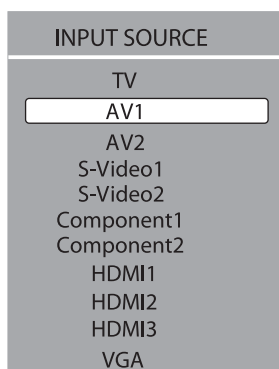 INPUT SOURCE
TV
AV1
AV2
S-Video1
S-Video2
Component1
Component2
HDMI1
HDMI2
HDMI3
VGA